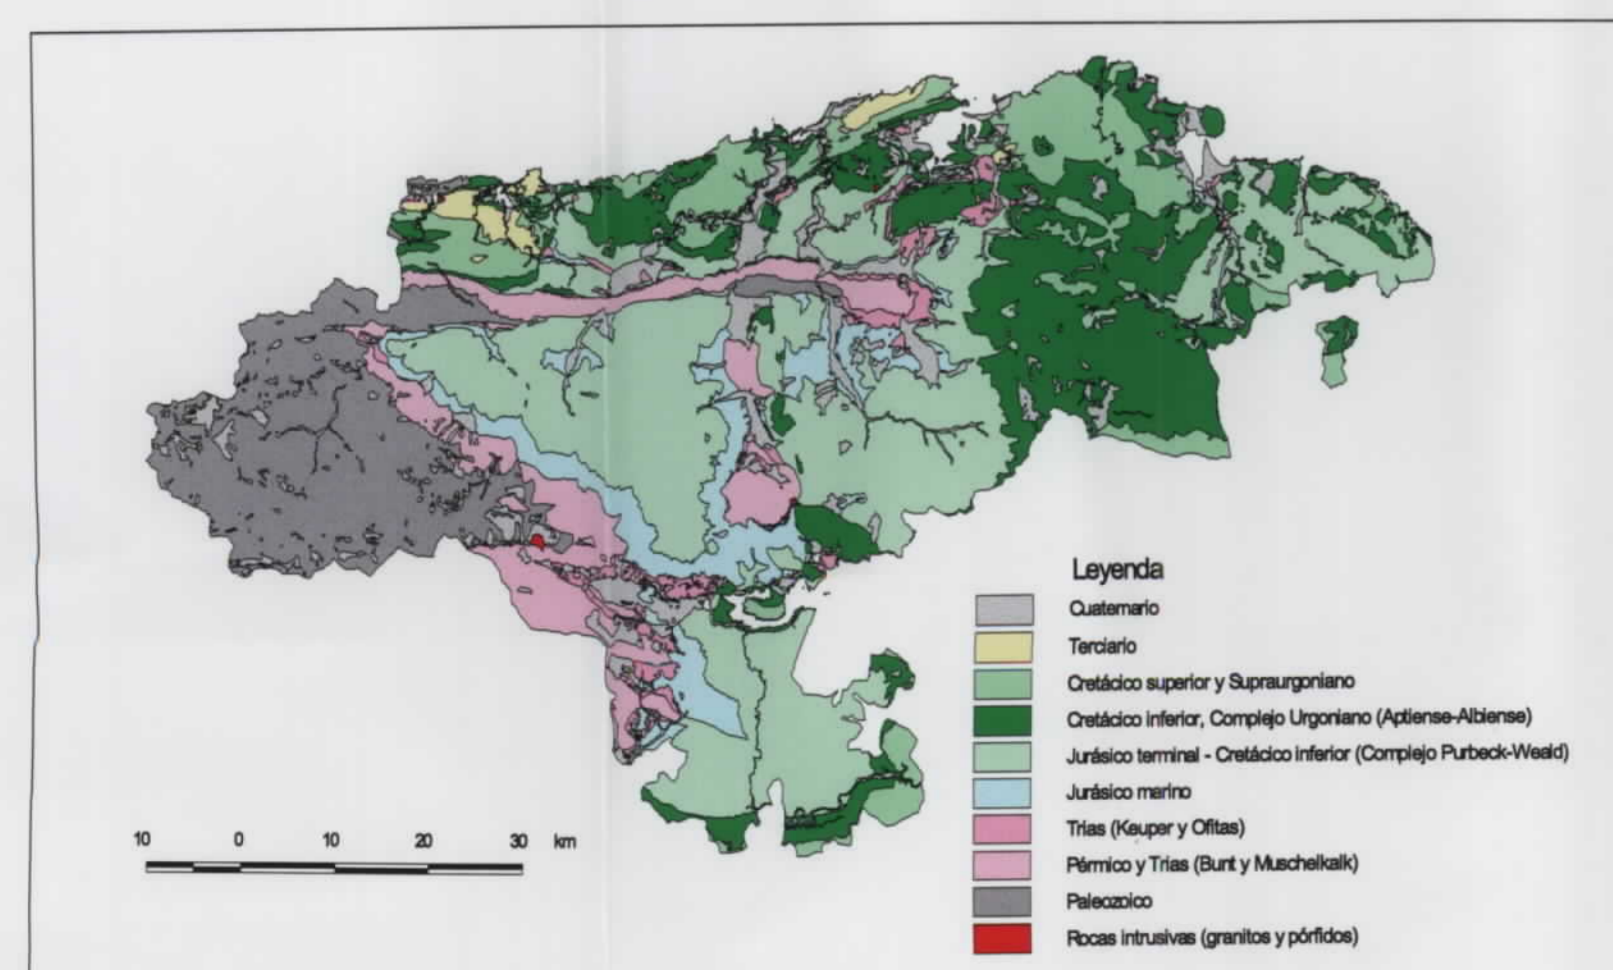 Leyenda
Cuaternario
Terciario
Cretácico superior y Supraurgoniano
Cretácico inferior, Complejo Urgoniano (Aptiense-Albiense)
Jurásico terminal - Cretácico inferior (Complejo Purbeck-Weald)
Jurásico marino
Trias (Keuper y Ofitas)
Pérmico y Trias (Bunt y Muschelkalk)
Paleozoico
Rocas intrusivas (granitos y pórfidos)
10 0 10 20 30 km